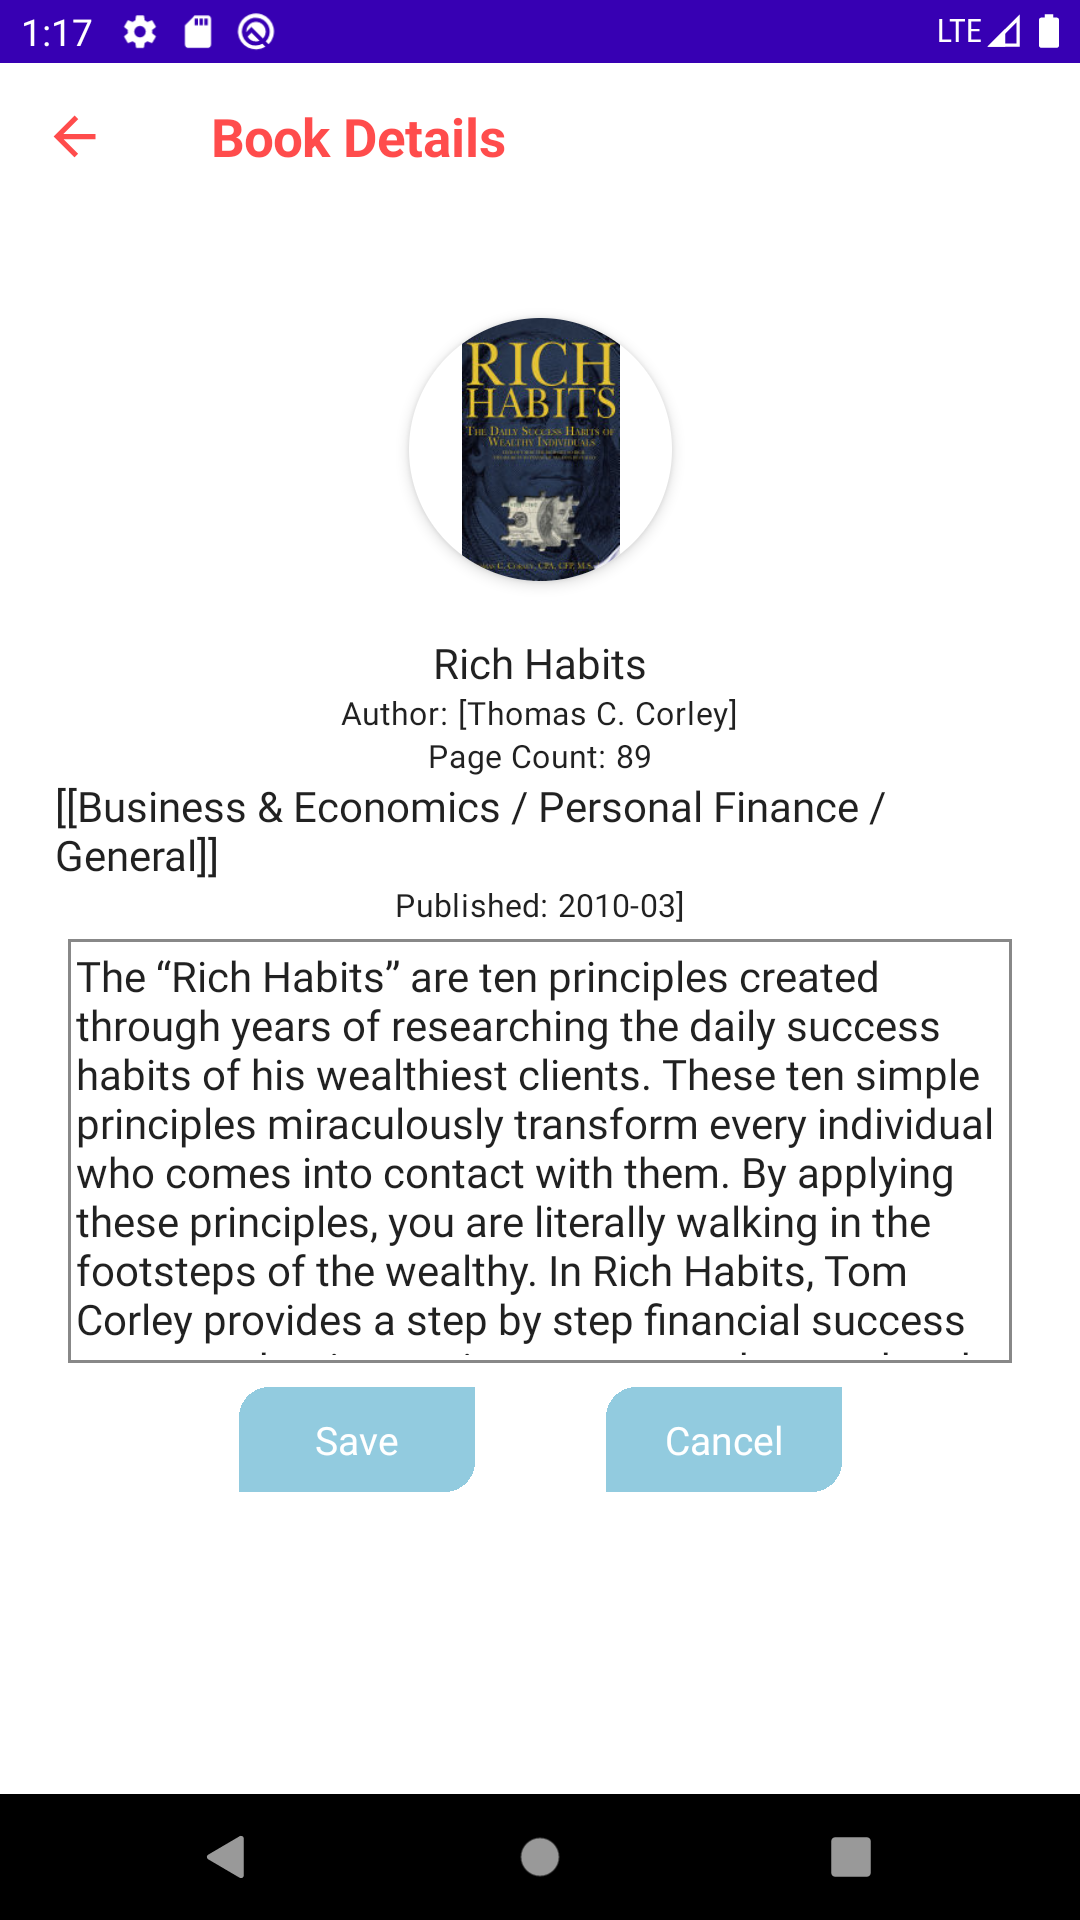 1:17 LTE
Book Details
RICH
HABITS
THE DAILY SUCCESS HABITS OF
WEALTHY INDIVIDUALS
Rich Habits
Author: [Thomas C. Corley]
Page Count: 89
[[Business & Economics / Personal Finance /
General]]
Published: 2010-03]
The “Rich Habits” are ten principles created
through years of researching the daily success
habits of his wealthiest clients. These ten simple
principles miraculously transform every individual
who comes into contact with them. By applying
these principles, you are literally walking in the
footsteps of the wealthy. In Rich Habits, Tom
Corley provides a step by step financial success
Save Cancel